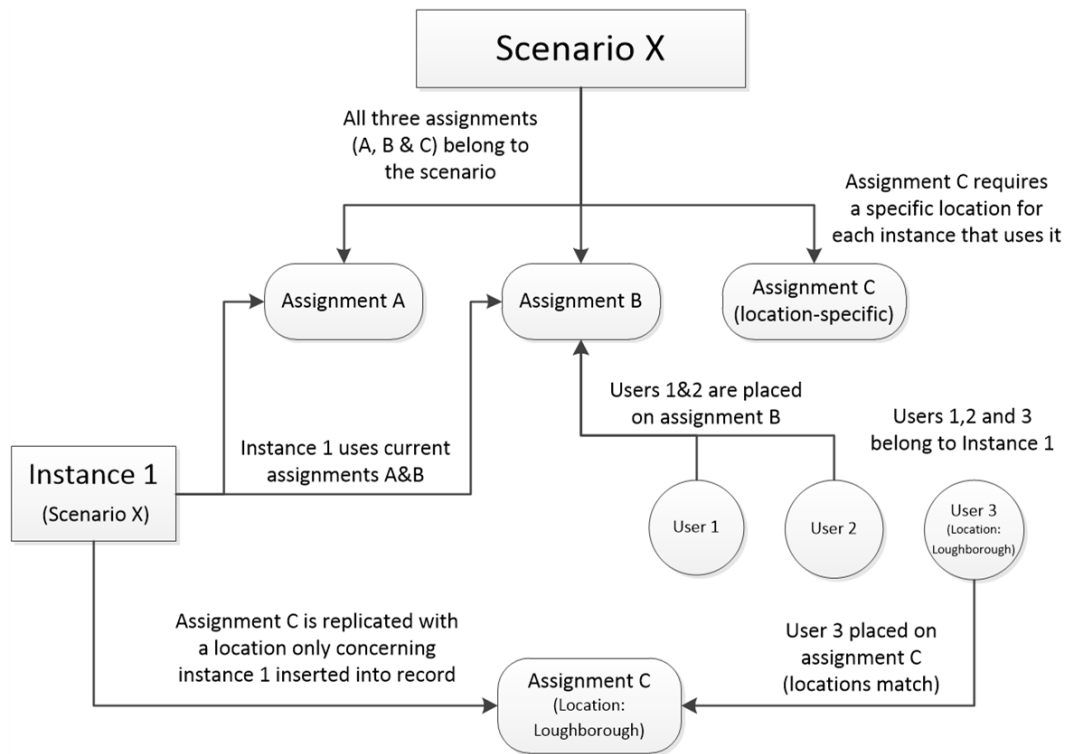 Scenario X
All three assignments
(A, B & C) belong to
the scenario
Assignment C requires
a specific location for
each instance that uses it
Assignment A
Assignment B
Assignment C
(location-specific)
Users 1&2 are placed
on assignment B
Users 1,2 and 3
belong to Instance 1
Instance 1 uses current
assignments A&B
Instance 1
(Scenario X)
User 1
User 2
User 3
(Location:
Loughborough)
Assignment C is replicated with
a location only concerning
instance 1 inserted into record
User 3 placed on
assignment C
(locations match)
Assignment C
(Location:
Loughborough)